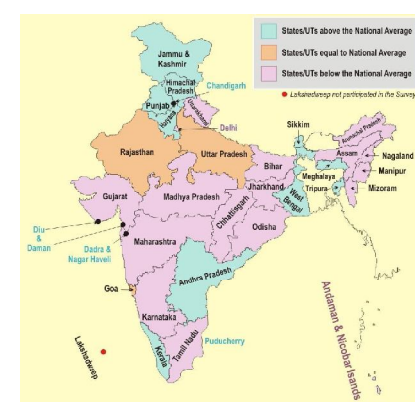 States/UTs above the National Average
States/UTs equal to National Average
States/UTs below the National Average
Lakshadweep not participated in the Survey
Jammu &
Kashmir
Himachal
Pradesh
Chandigarh
Punjab
Uttarakhand
Haryana
Delhi
Sikkim
Arunachal Pradesh
Rajasthan
Uttar Pradesh
Assam
Nagaland
Bihar
Meghalaya
Manipur
Jharkhand
Tripura
Mizoram
Gujarat
Madhya Pradesh
West
Bengal
Chhattisgarh
Diu
&
Daman
Odisha
Dadra &
Nagar Haveli
Maharashtra
Andhra Pradesh
Goa
Karnataka
Andaman & Nicobar Islands
Lakshadweep
Kerala
Tamil Nadu
Puducherry